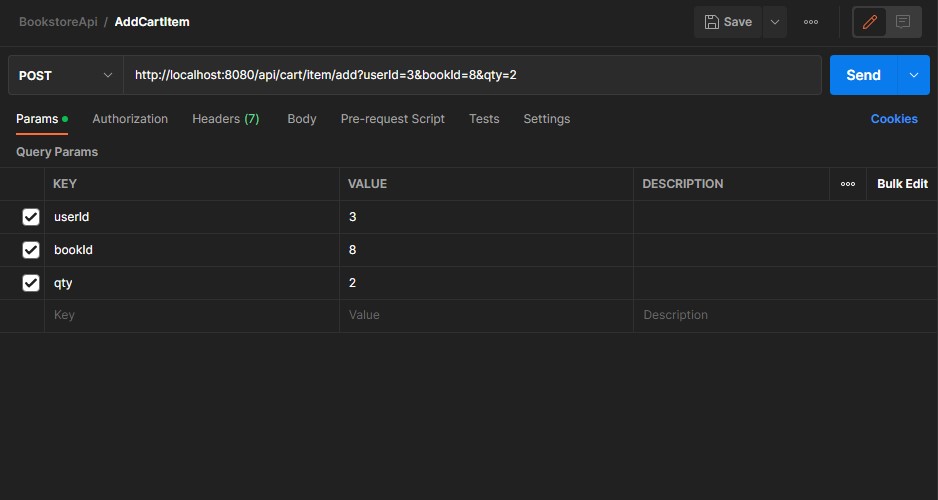 BookstoreApi / AddCartItem Save
POST http://localhost:8080/api/cart/item/add?userId=3&bookId=8&qty=2 Send
Params Authorization Headers (7) Body Pre-request Script Tests Settings Cookies
Query Params
KEY VALUE DESCRIPTION Bulk Edit
userId 3
bookId 8
qty 2
Key Value Description